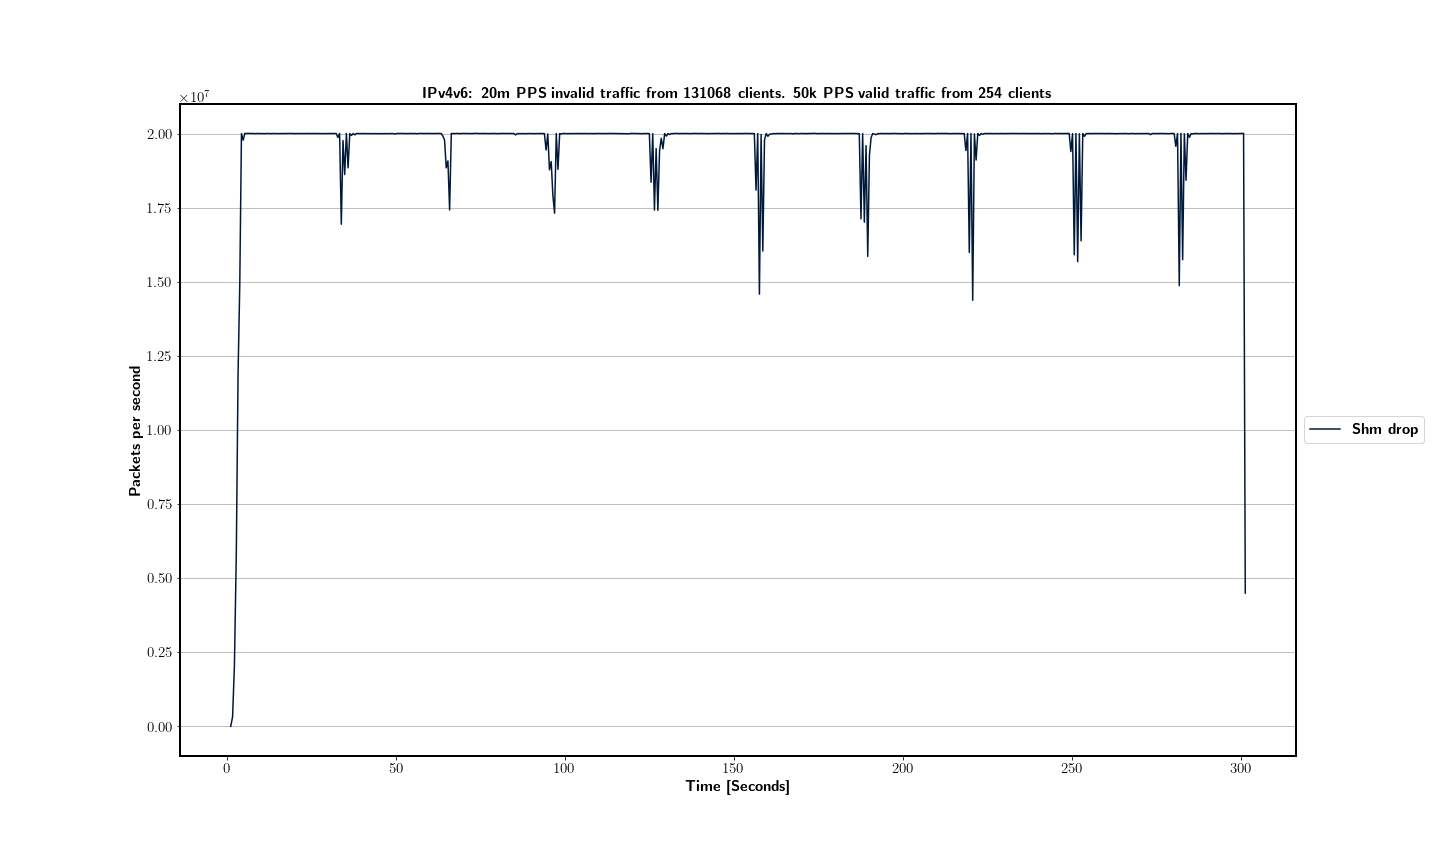 IPv4v6: 20m PPS invalid traffic from 131068 clients. 50k PPS valid traffic from 254 clients
×10⁷
2.00
1.75
1.50
1.25
1.00
0.75
0.50
0.25
0.00
Packets per second
0 50 100 150 200 250 300
Time [Seconds]
Shm drop